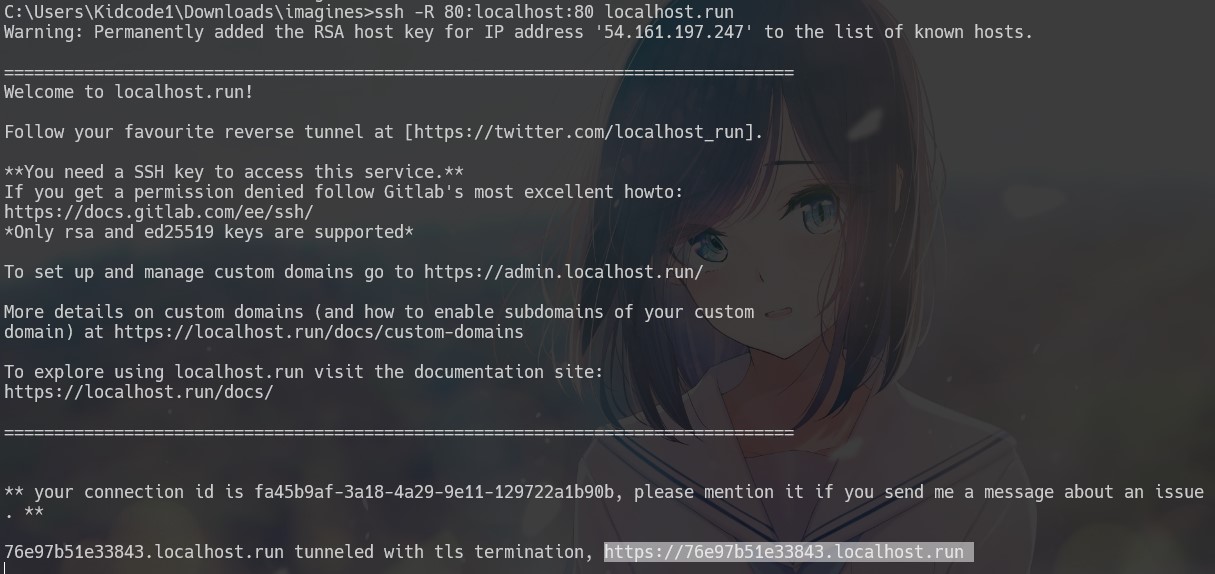 C:\Users\Kidcode1\Downloads\imagines>ssh -R 80:localhost:80 localhost.run
Warning: Permanently added the RSA host key for IP address '54.161.197.247' to the list of known hosts.
===============================================================================
Welcome to localhost.run!
Follow your favourite reverse tunnel at [https://twitter.com/localhost_run].
**You need a SSH key to access this service.**
If you get a permission denied follow Gitlab's most excellent howto:
https://docs.gitlab.com/ee/ssh/
*Only rsa and ed25519 keys are supported*
To set up and manage custom domains go to https://admin.localhost.run/
More details on custom domains (and how to enable subdomains of your custom
domain) at https://localhost.run/docs/custom-domains
To explore using localhost.run visit the documentation site:
https://localhost.run/docs/
===============================================================================
** your connection id is fa45b9af-3a18-4a29-9e11-129722a1b90b, please mention it if you send me a message about an issue
. **
76e97b51e33843.localhost.run tunneled with tls termination, https://76e97b51e33843.localhost.run